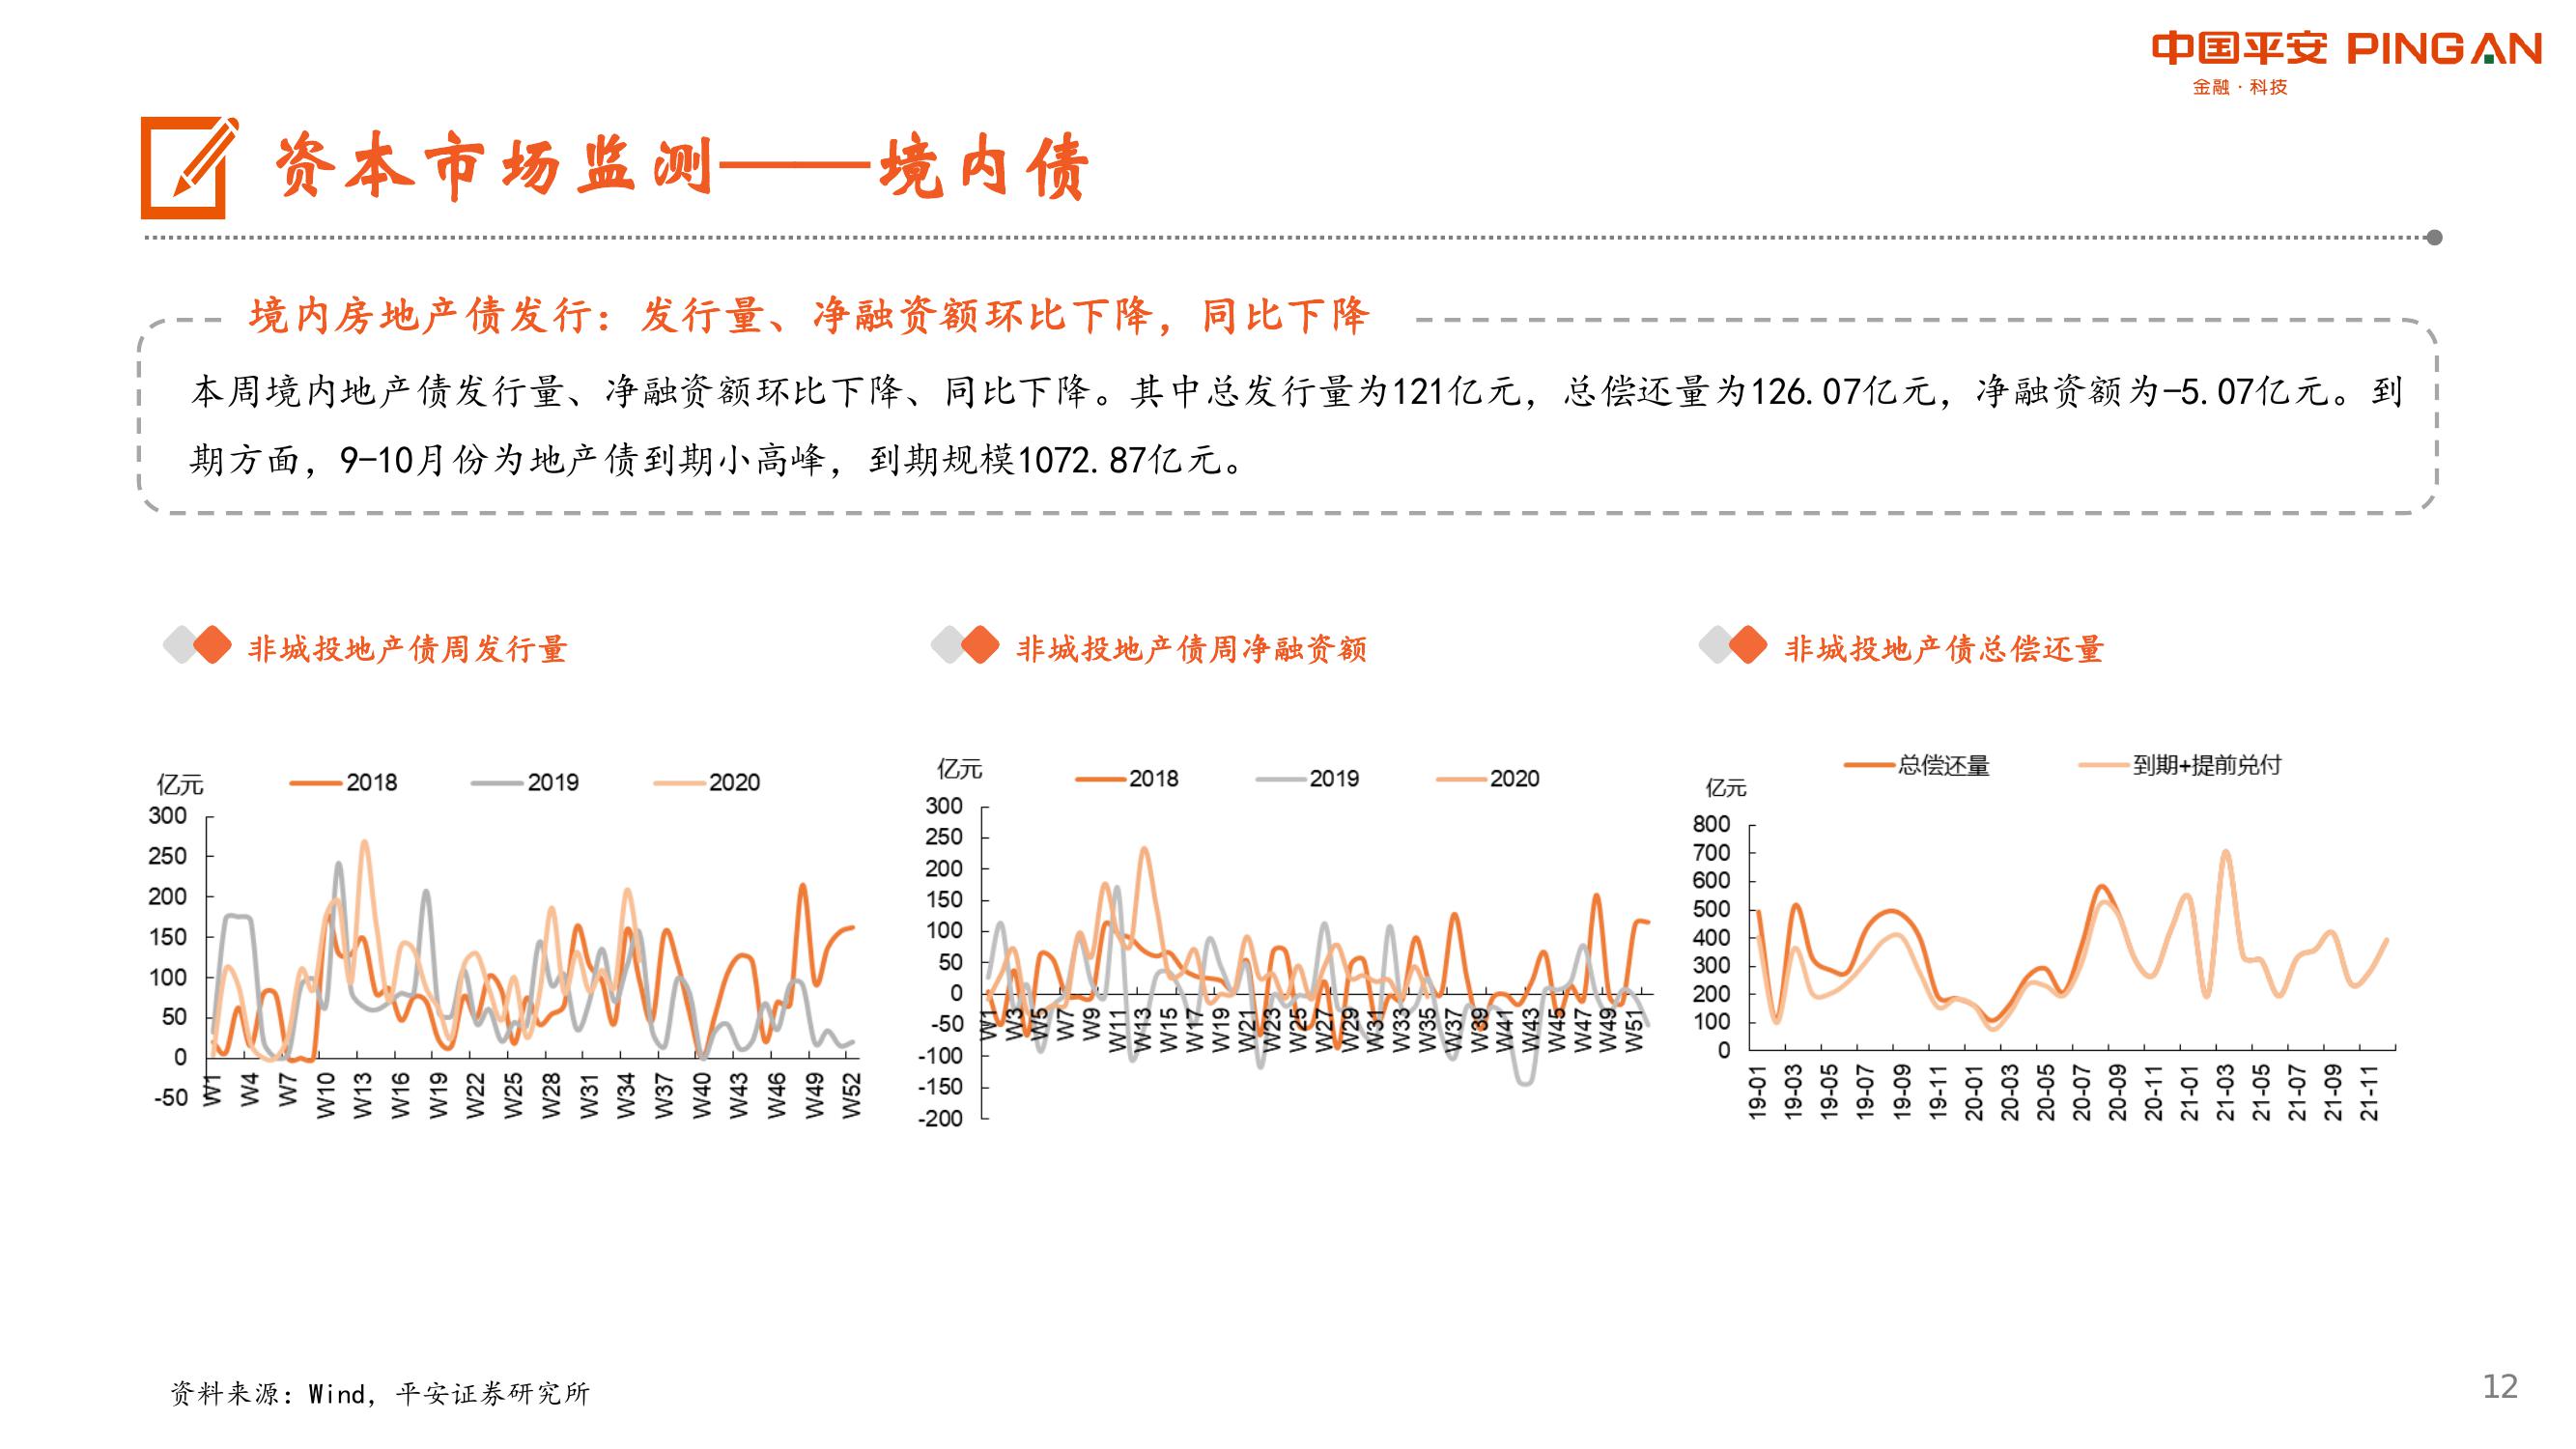 中国平安 PINGAN
金融·科技
资本市场监测——境内债
境内房地产债发行：发行量、净融资额环比下降，同比下降
本周境内地产债发行量、净融资额环比下降、同比下降。其中总发行量为121亿元，总偿还量为126.07亿元，净融资额为-5.07亿元。到
期方面，9-10月份为地产债到期小高峰，到期规模1072.87亿元。
非城投地产债周发行量
亿元
2018 2019 2020
300
250
200
150
100
50
0
-50
W1 W4 W7 W10 W13 W16 W19 W22 W25 W28 W31 W34 W37 W40 W43 W46 W49 W52
非城投地产债周净融资额
亿元
2018 2019 2020
300
250
200
150
100
50
0
-50
-100
-150
-200
W1 W3 W5 W7 W9 W11 W13 W15 W17 W19 W21 W23 W25 W27 W29 W31 W33 W35 W37 W39 W41 W43 W45 W47 W49 W51
非城投地产债总偿还量
总偿还量 到期+提前兑付
亿元
800
700
600
500
400
300
200
100
0
19-01 19-03 19-05 19-07 19-09 19-11 20-01 20-03 20-05 20-07 20-09 20-11 21-01 21-03 21-05 21-07 21-09 21-11
资料来源：Wind，平安证券研究所
12